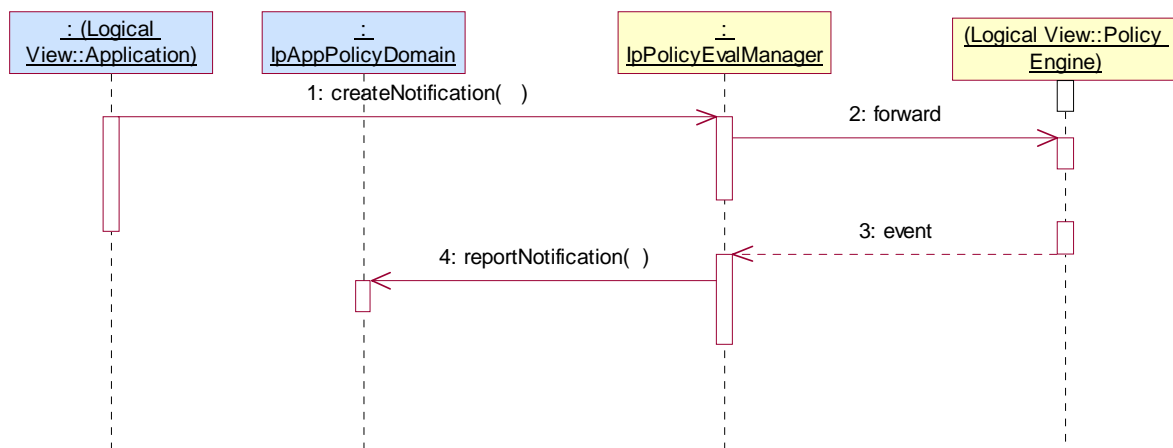 : (Logical
View::Application)
:
IpAppPolicyDomain
:
IpPolicyEvalManager
(Logical View::Policy
Engine)
1: createNotification(  )
2: forward
3: event
4: reportNotification(  )